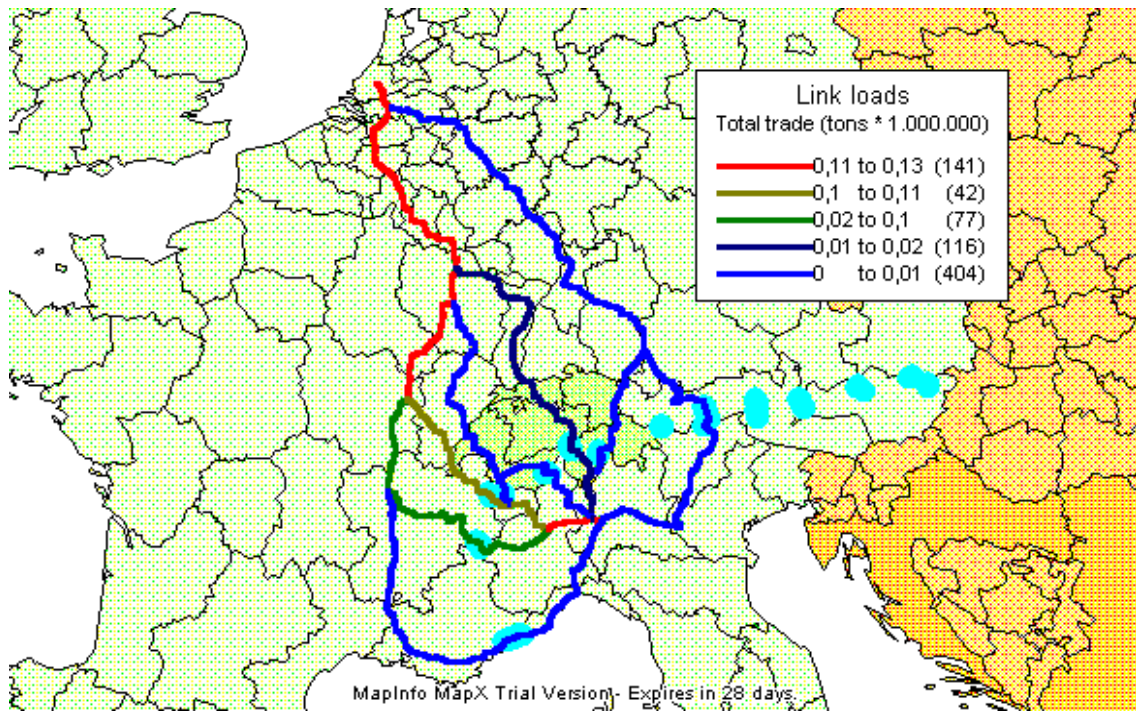 Link loads
Total trade (tons * 1.000.000)
0,11 to 0,13 (141)
0,1 to 0,11 (42)
0,02 to 0,1 (77)
0,01 to 0,02 (116)
0 to 0,01 (404)
MapInfo MapX Trial Version - Expires in 28 days.